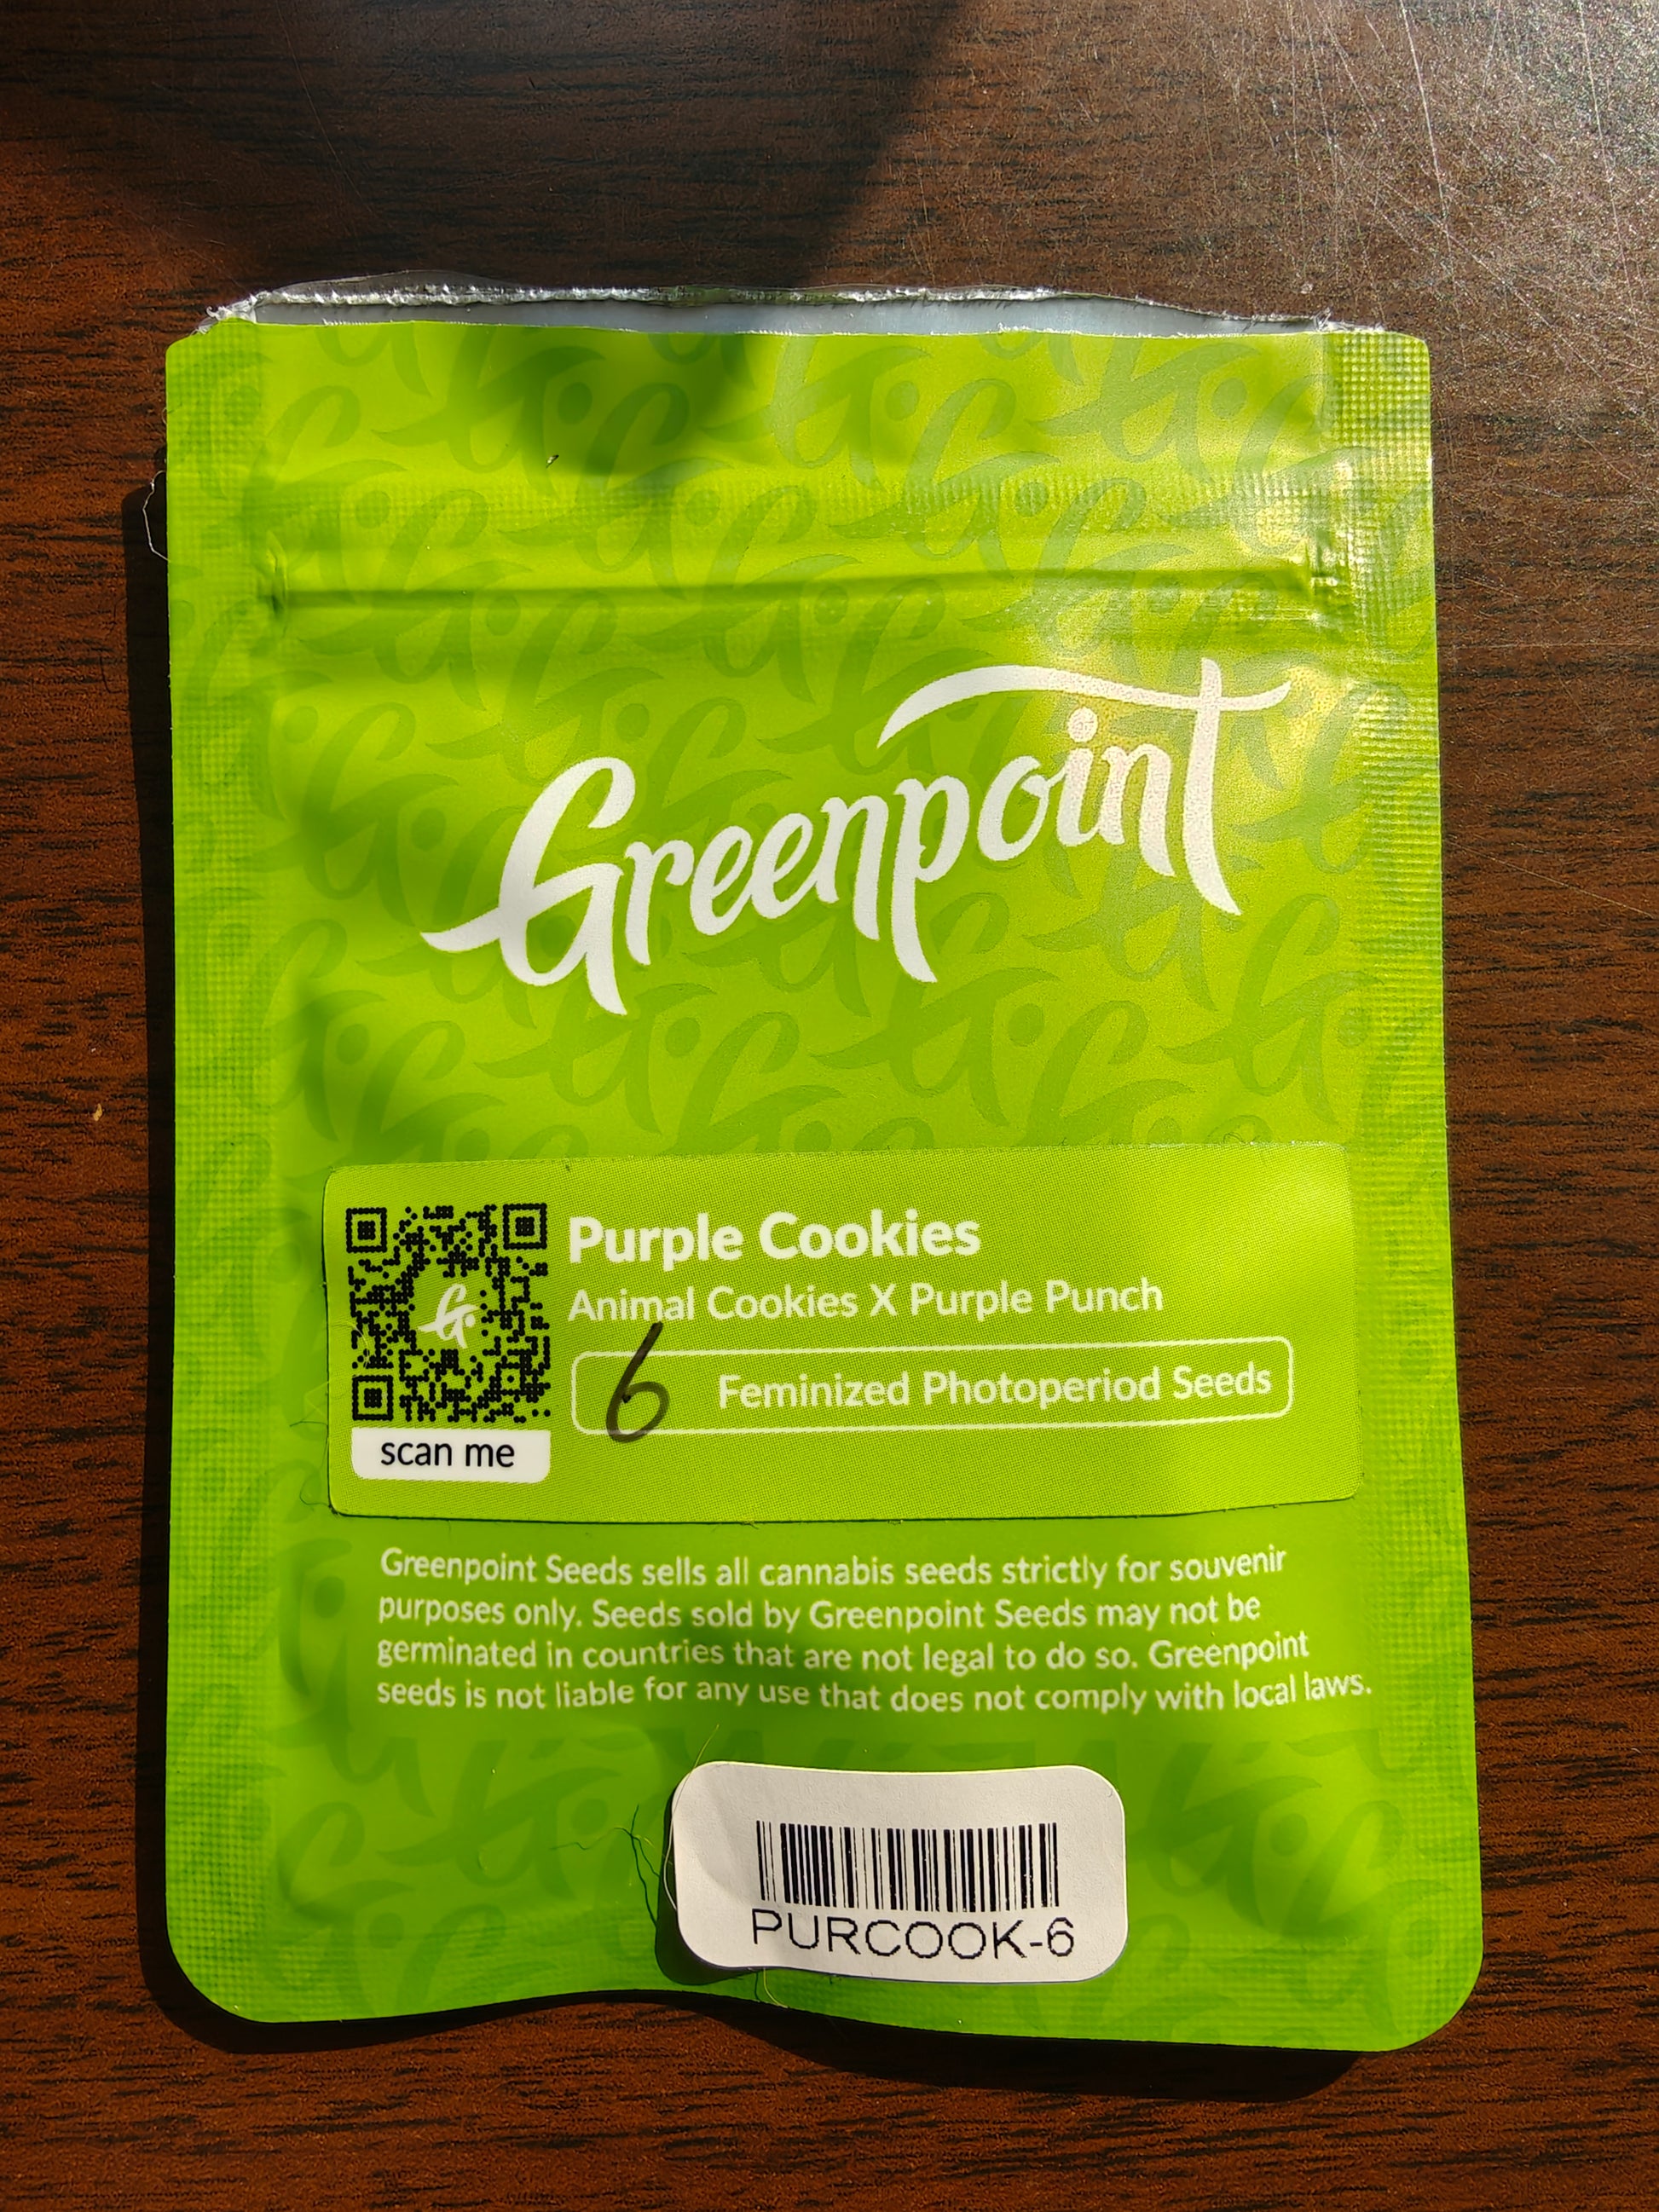 Greenpoint
Purple Cookies
Animal Cookies X Purple Punch
6 Feminized Photoperiod Seeds
scan me
Greenpoint Seeds sells all cannabis seeds strictly for souvenir
purposes only. Seeds sold by Greenpoint Seeds may not be
germinated in countries that are not legal to do so. Greenpoint
seeds is not liable for any use that does not comply with local laws.
PURCOOK-6